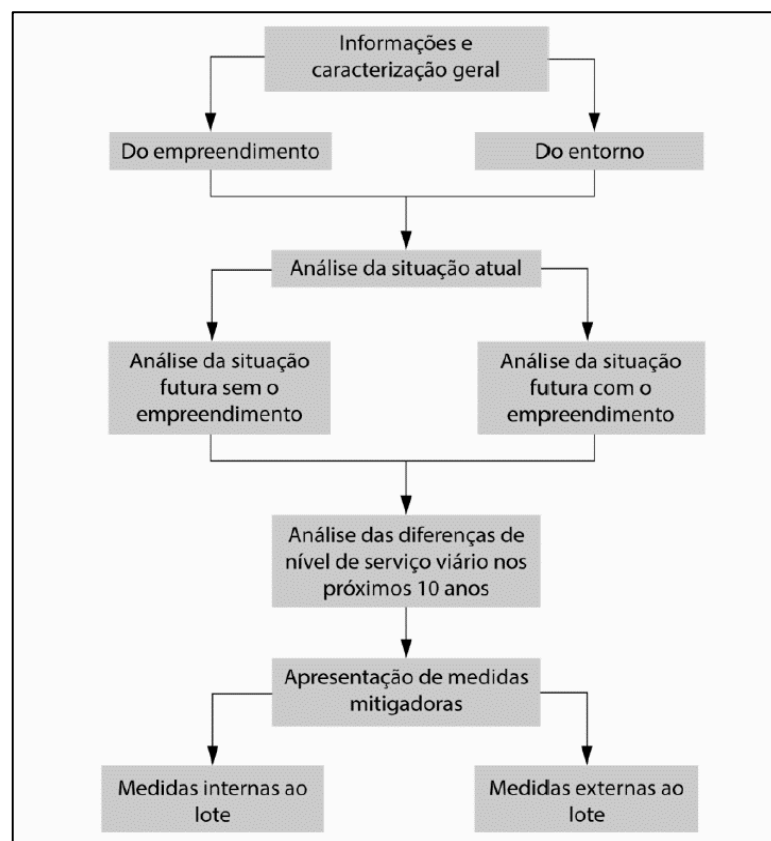 Informações e
caracterização geral
Do empreendimento
Do entorno
Análise da situação atual
Análise da situação
futura sem o
empreendimento
Análise da situação
futura com o
empreendimento
Análise das diferenças de
nível de serviço viário nos
próximos 10 anos
Apresentação de medidas
mitigadoras
Medidas internas ao
lote
Medidas externas ao
lote